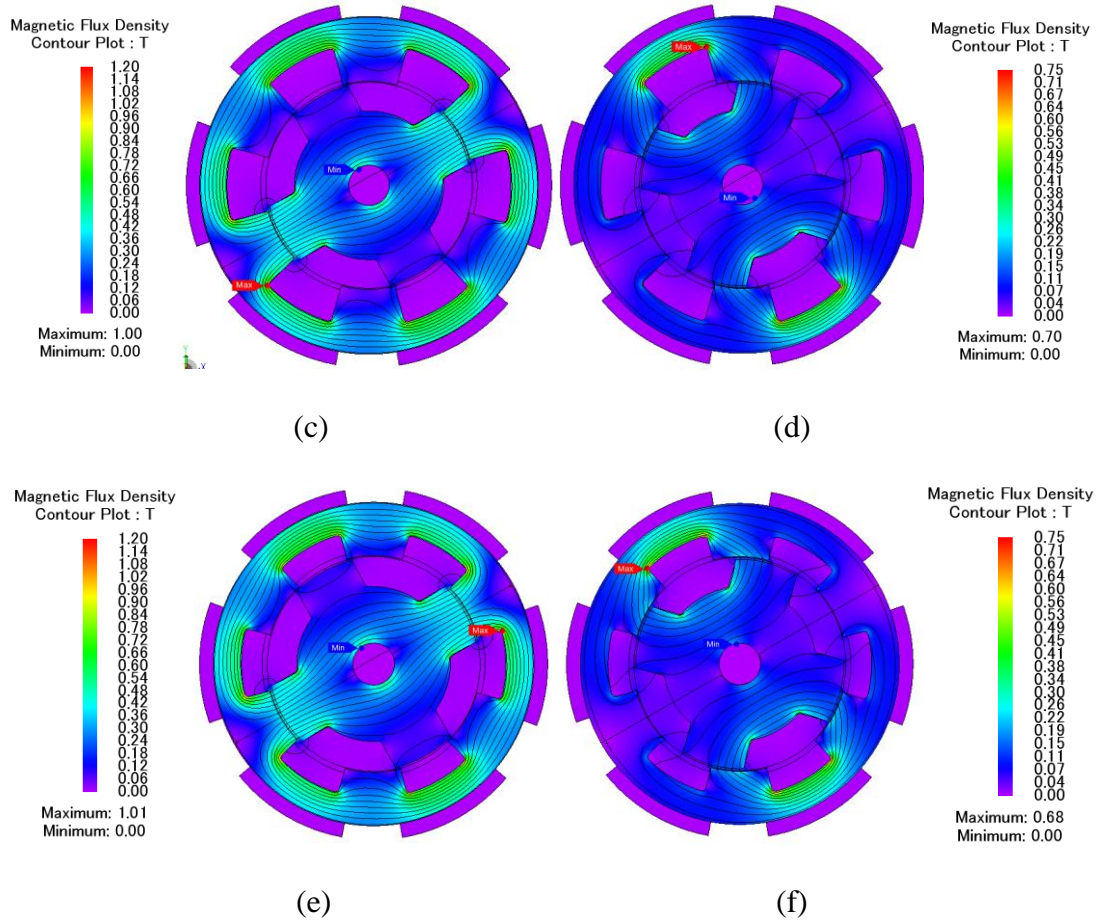 Magnetic Flux Density
Contour Plot : T
1.20
1.14
1.08
1.02
0.96
0.90
0.84
0.78
0.72
0.66
0.60
0.54
0.48
0.42
0.36
0.30
0.24
0.18
0.12
0.06
0.00
Maximum: 1.00
Minimum: 0.00
Min
Max
Y
X
(c)
Magnetic Flux Density
Contour Plot : T
0.75
0.71
0.67
0.64
0.60
0.56
0.53
0.49
0.45
0.41
0.38
0.34
0.30
0.26
0.22
0.19
0.15
0.11
0.07
0.04
0.00
Maximum: 0.70
Minimum: 0.00
Max
Min
(d)
Magnetic Flux Density
Contour Plot : T
1.20
1.14
1.08
1.02
0.96
0.90
0.84
0.78
0.72
0.66
0.60
0.54
0.48
0.42
0.36
0.30
0.24
0.18
0.12
0.06
0.00
Maximum: 1.01
Minimum: 0.00
Max
Min
(e)
Magnetic Flux Density
Contour Plot : T
0.75
0.71
0.67
0.64
0.60
0.56
0.53
0.49
0.45
0.41
0.38
0.34
0.30
0.26
0.22
0.19
0.15
0.11
0.07
0.04
0.00
Maximum: 0.68
Minimum: 0.00
Max
Min
(f)